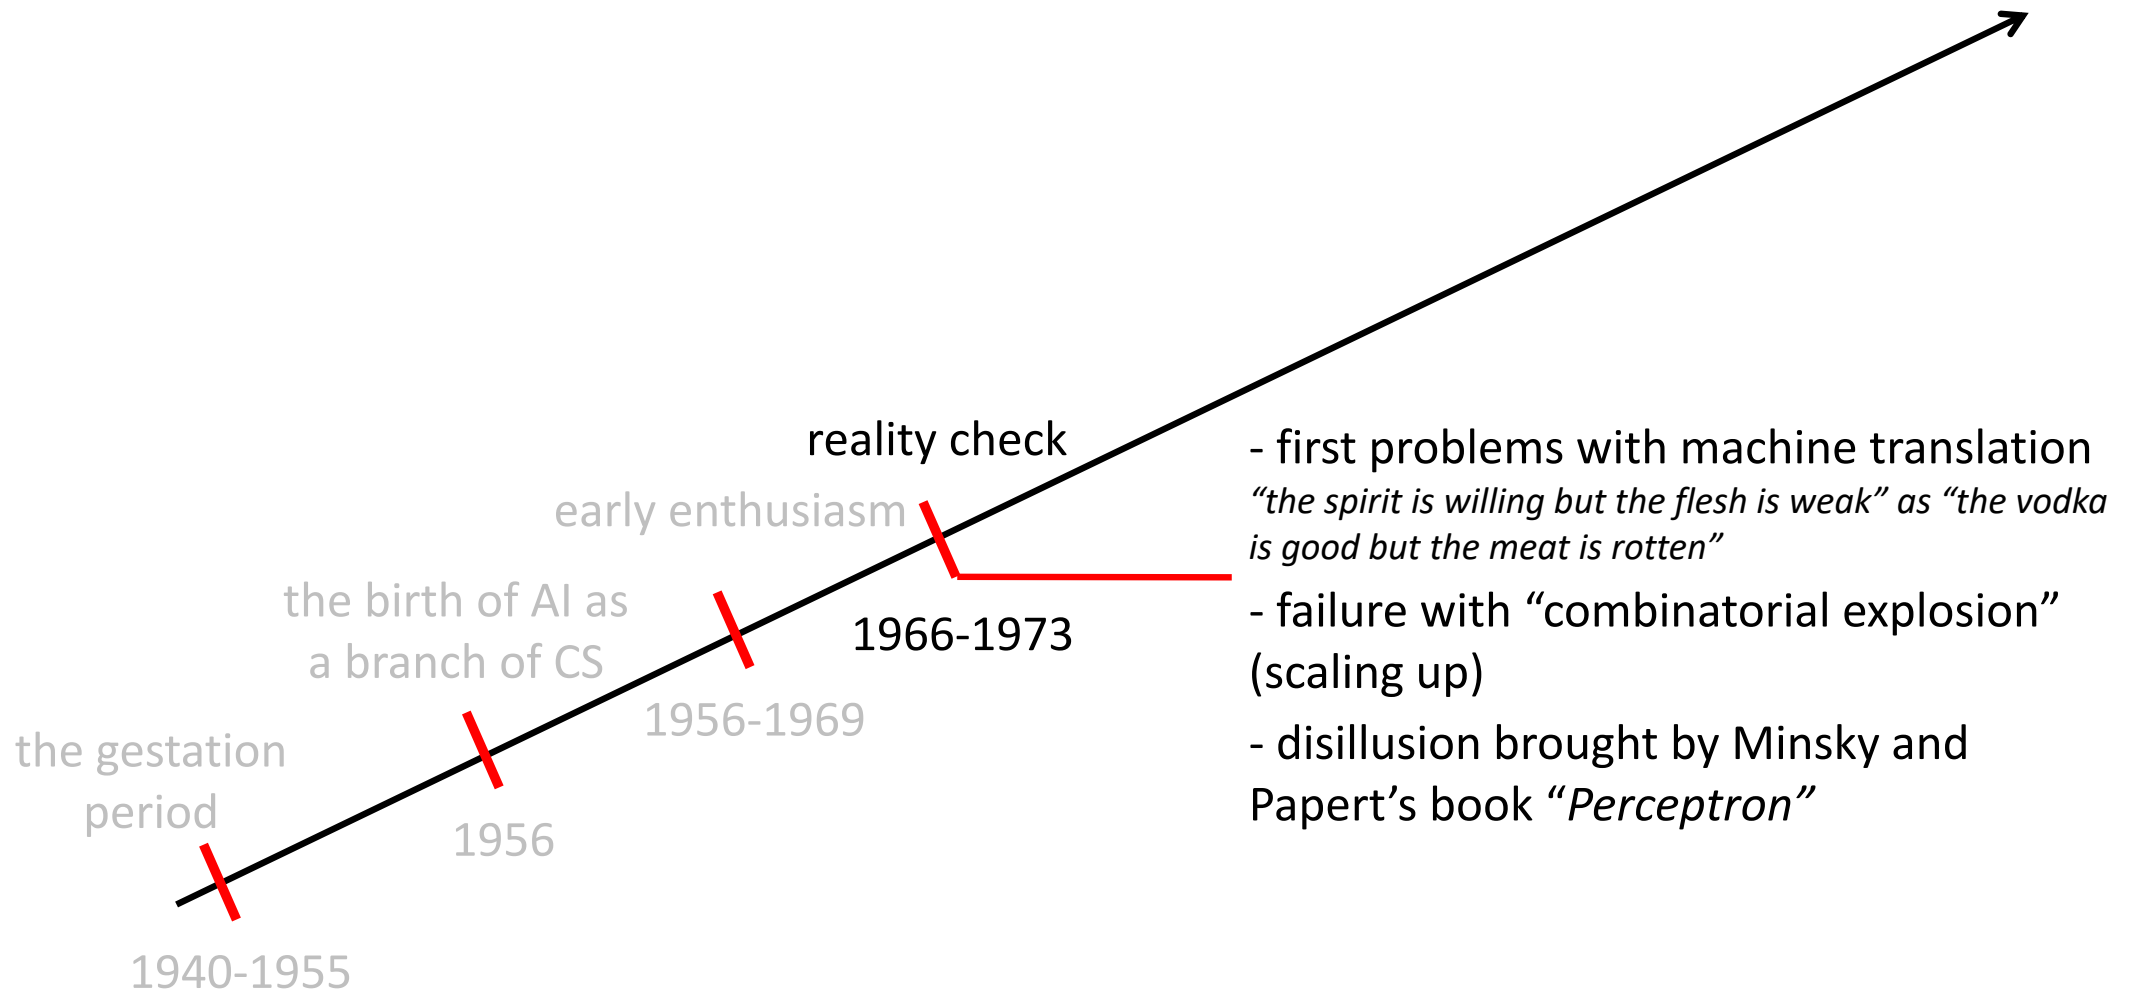 reality check
1966-1973
- first problems with machine translation
“the spirit is willing but the flesh is weak” as “the vodka
is good but the meat is rotten”
- failure with “combinatorial explosion”
(scaling up)
- disillusion brought by Minsky and
Papert’s book “Perceptron”
early enthusiasm
1956-1969
the birth of AI as
a branch of CS
1956
the gestation
period
1940-1955